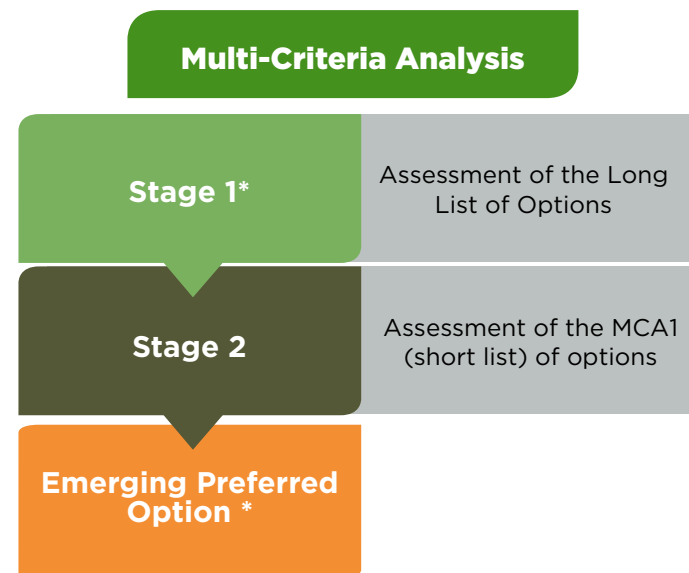 Multi-Criteria Analysis
Stage 1*
Assessment of the Long
List of Options
Stage 2
Assessment of the MCA1
(short list) of options
Emerging Preferred
Option *